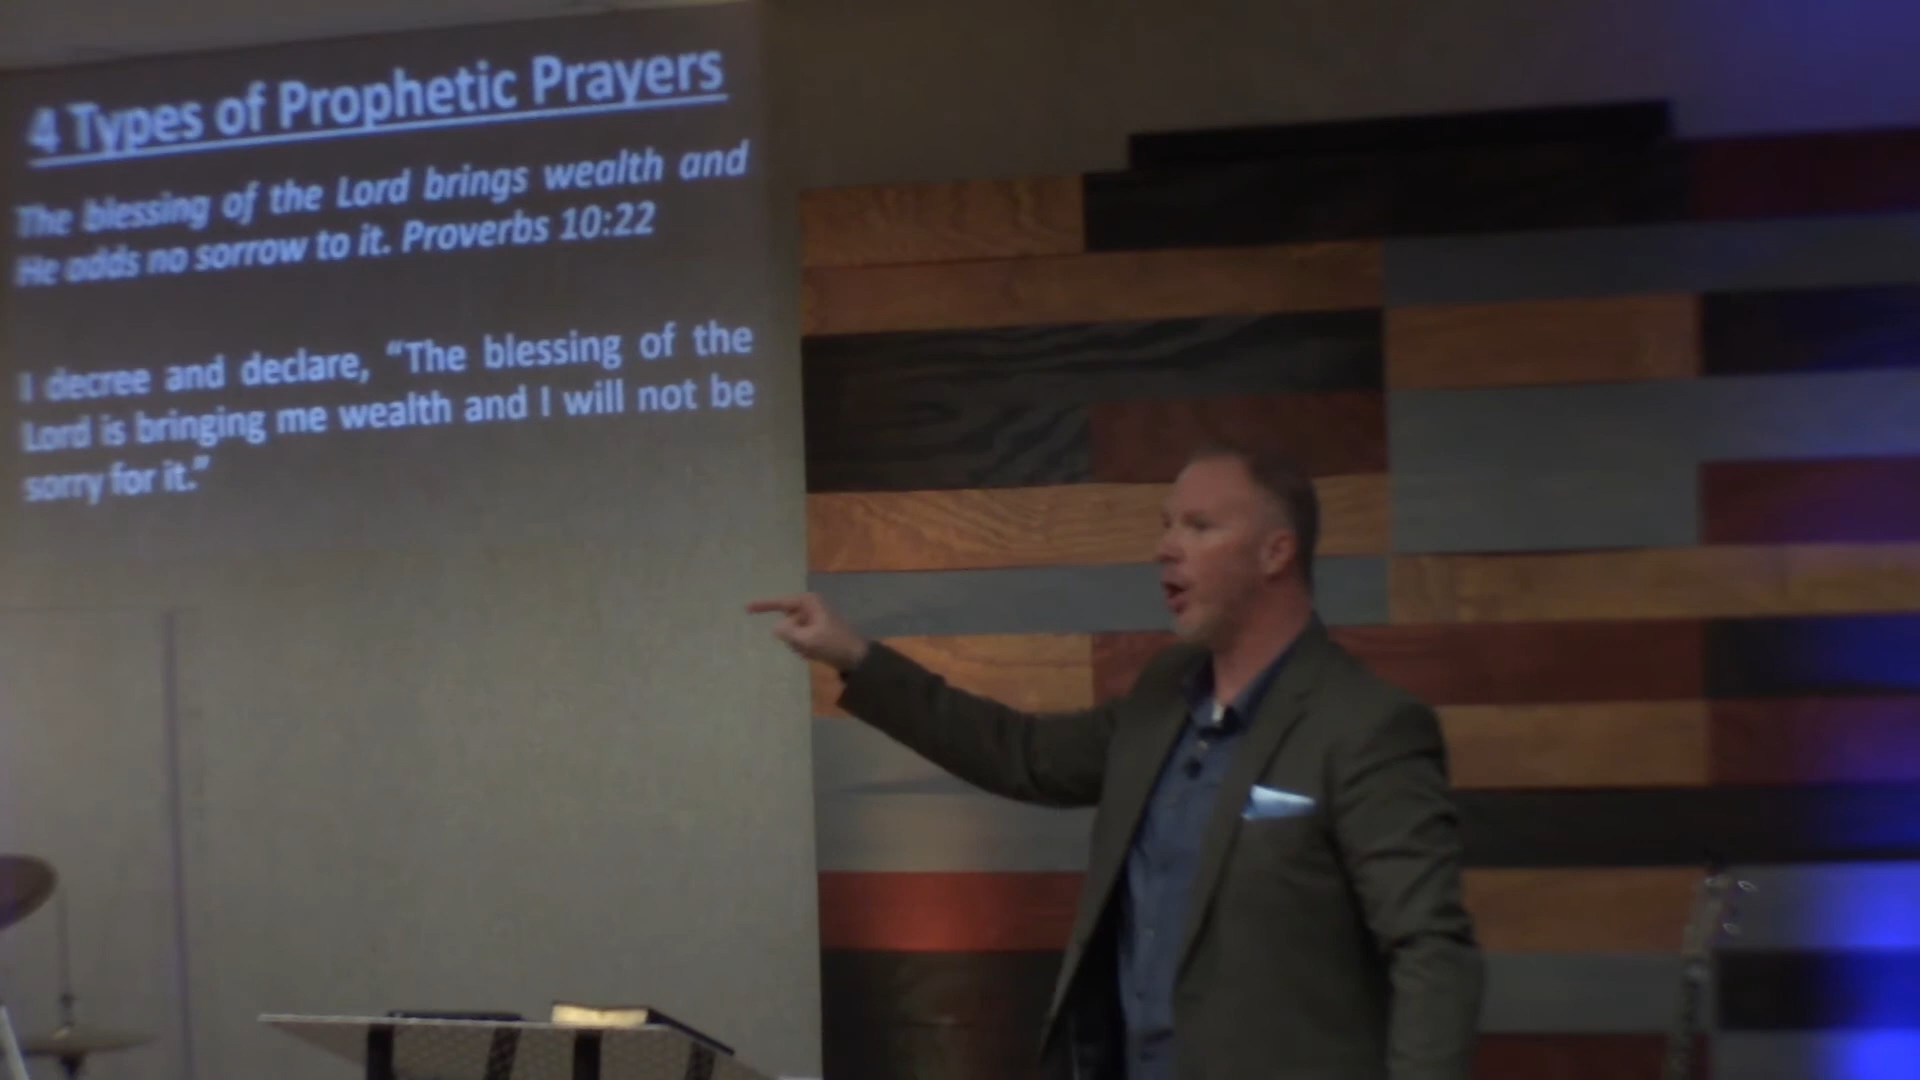 4 Types of Prophetic Prayers
The blessing of the Lord brings wealth and
He adds no sorrow to it. Proverbs 10:22
I decree and declare, “The blessing of the
Lord is bringing me wealth and I will not be
sorry for it.”